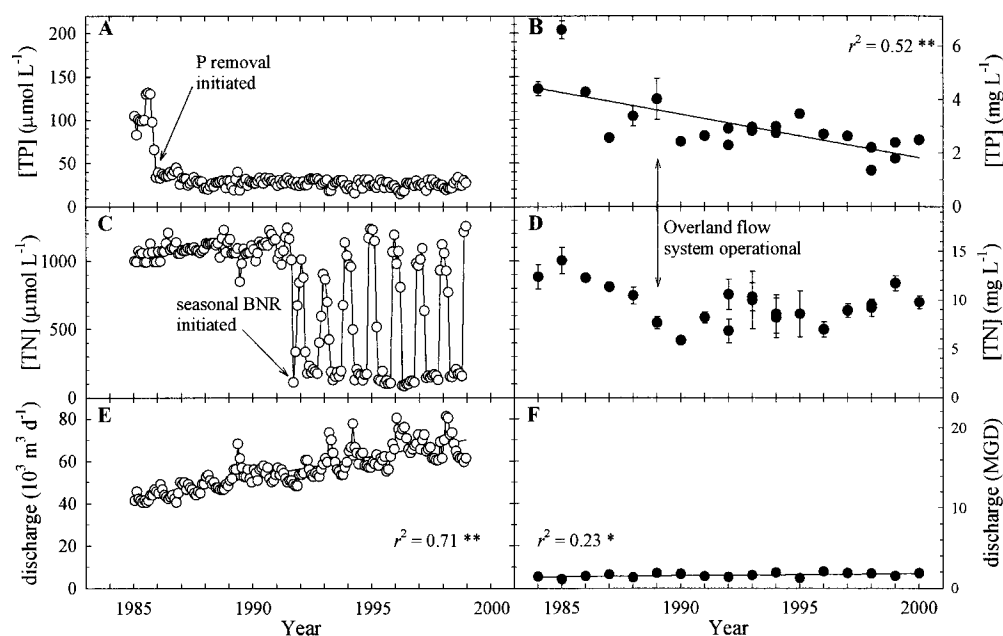 A
200
150
100
50
0
[TP] (μmol L⁻¹)
P removal
initiated
B
r² = 0.52 **
6
4
2
0
[TP] (mg L⁻¹)
C
1000
500
0
[TN] (μmol L⁻¹)
seasonal BNR
initiated
D
Overland flow
system operational
15
10
5
0
[TN] (mg L⁻¹)
E
80
60
40
20
0
discharge (10³ m³ d⁻¹)
r² = 0.71 **
F
r² = 0.23 *
20
10
0
discharge (MGD)
1985 1990 1995 2000
Year
1985 1990 1995 2000
Year